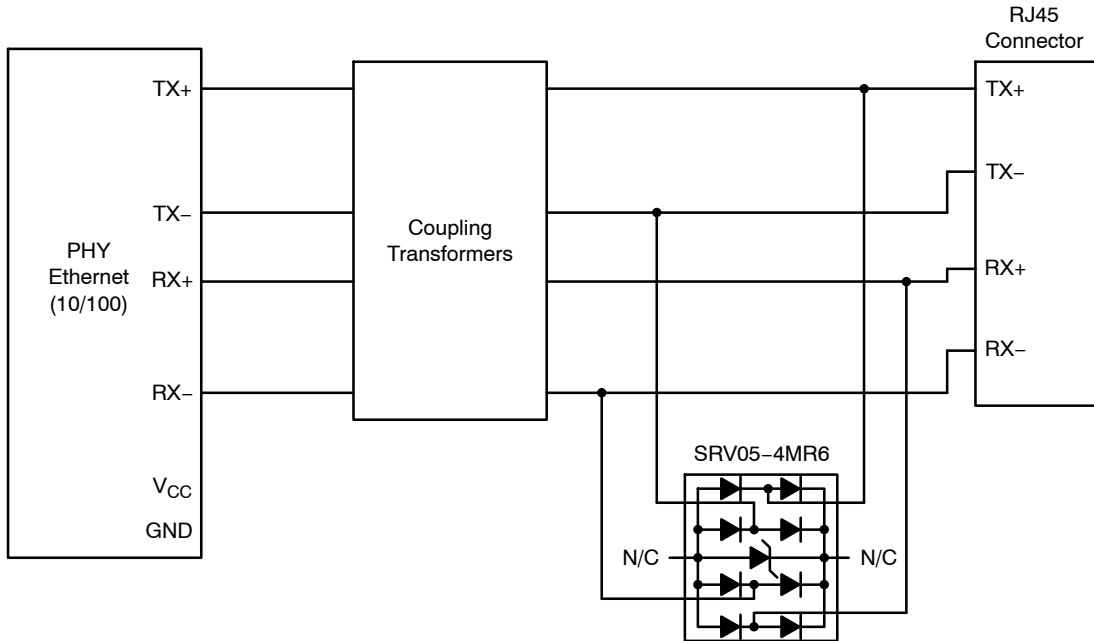 RJ45
Connector
PHY
Ethernet
(10/100)
TX+
TX−
RX+
RX−
V_CC
GND
Coupling
Transformers
TX+
TX−
RX+
RX−
SRV05−4MR6
N/C
N/C